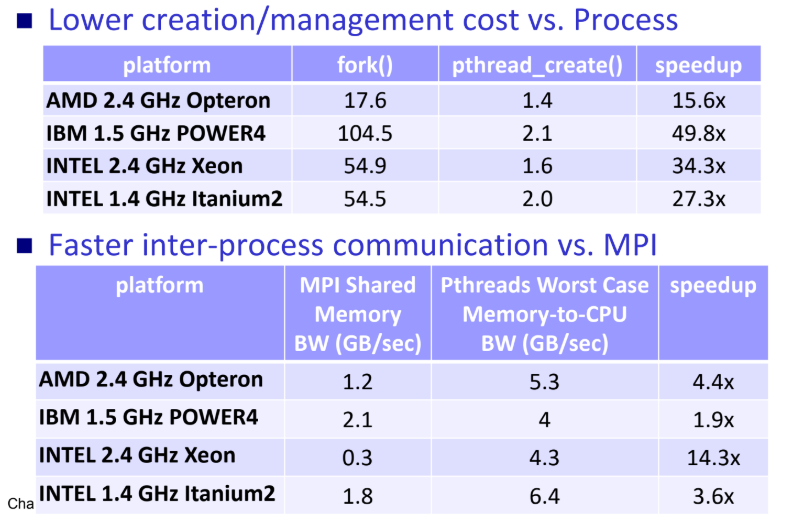 Lower creation/management cost vs. Process
platform fork() pthread_create() speedup
AMD 2.4 GHz Opteron 17.6 1.4 15.6x
IBM 1.5 GHz POWER4 104.5 2.1 49.8x
INTEL 2.4 GHz Xeon 54.9 1.6 34.3x
INTEL 1.4 GHz Itanium2 54.5 2.0 27.3x
Faster inter-process communication vs. MPI
platform MPI Shared Pthreads Worst Case speedup
Memory Memory-to-CPU
BW (GB/sec) BW (GB/sec)
AMD 2.4 GHz Opteron 1.2 5.3 4.4x
IBM 1.5 GHz POWER4 2.1 4 1.9x
INTEL 2.4 GHz Xeon 0.3 4.3 14.3x
INTEL 1.4 GHz Itanium2 1.8 6.4 3.6x
Cha